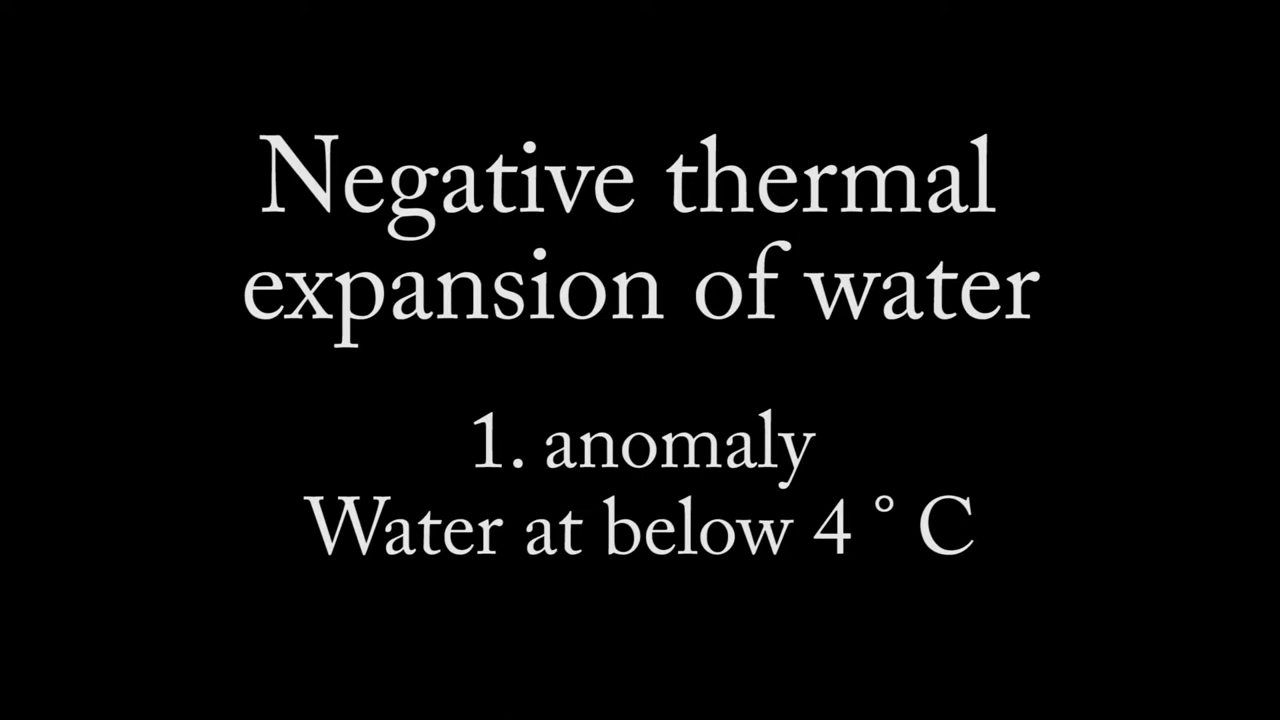 Negative thermal
expansion of water
1. anomaly
Water at below 4 ° C